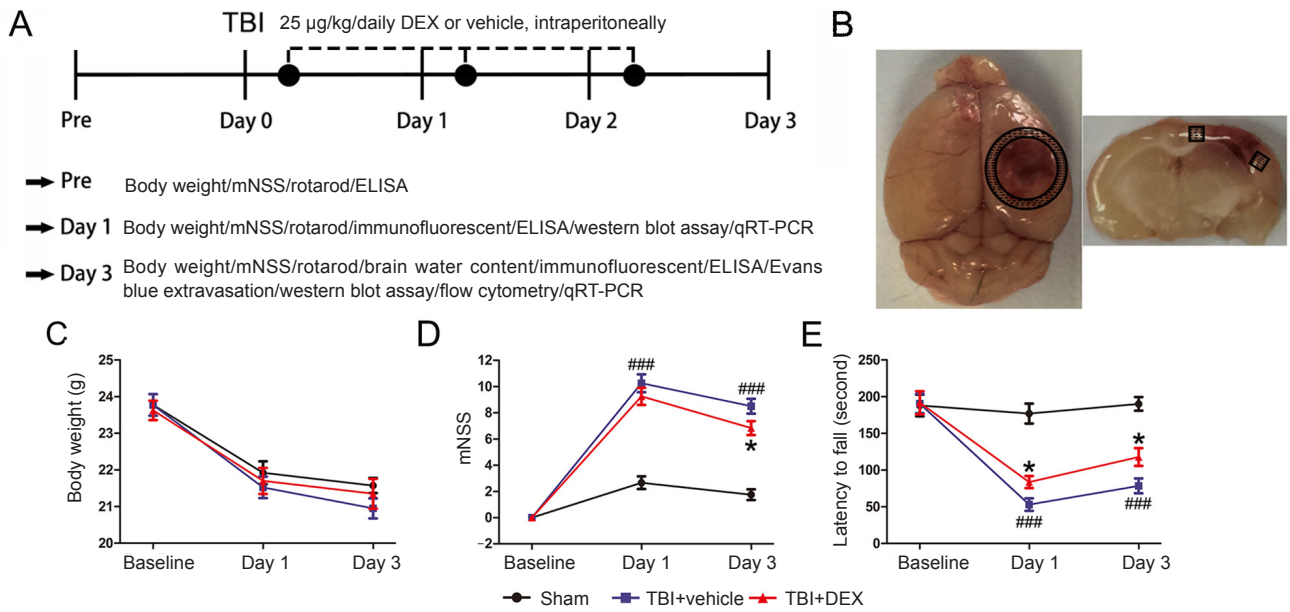 A
TBI 25 µg/kg/daily DEX or vehicle, intraperitoneally
Pre Day 0 Day 1 Day 2 Day 3
Pre Body weight/mNSS/rotarod/ELISA
Day 1 Body weight/mNSS/rotarod/immunofluorescent/ELISA/western blot assay/qRT-PCR
Day 3 Body weight/mNSS/rotarod/brain water content/immunofluorescent/ELISA/Evans
blue extravasation/western blot assay/flow cytometry/qRT-PCR
B
C
Body weight (g)
25
24
23
22
21
20
Baseline Day 1 Day 3
D
mNSS
12
10
8
6
4
2
0
−2
###
###
*
Baseline Day 1 Day 3
E
Latency to fall (second)
250
200
150
100
50
0
*
*
###
###
Baseline Day 1 Day 3
Sham TBI+vehicle TBI+DEX